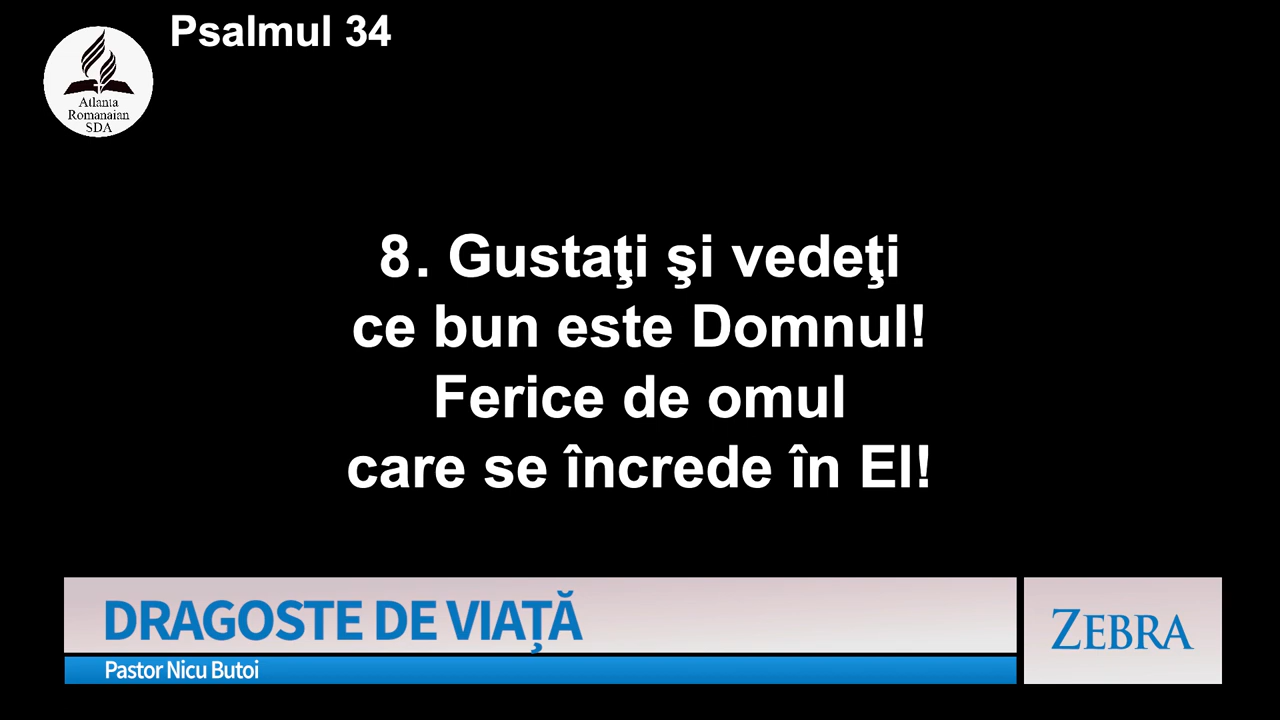 Psalmul 34
Atlanta
Romanaian
SDA
8. Gustaţi şi vedeţi
ce bun este Domnul!
Ferice de omul
care se încrede în El!
DRAGOSTE DE VIAȚĂ
Pastor Nicu Butoi
ZEBRA